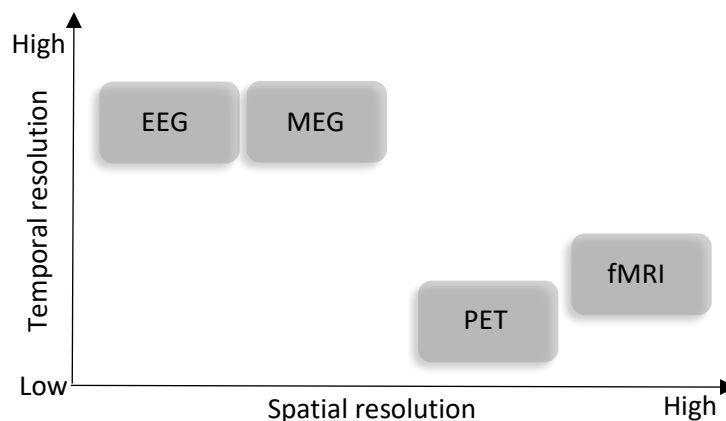 High
Temporal resolution
EEG
MEG
fMRI
PET
Low
Spatial resolution
High